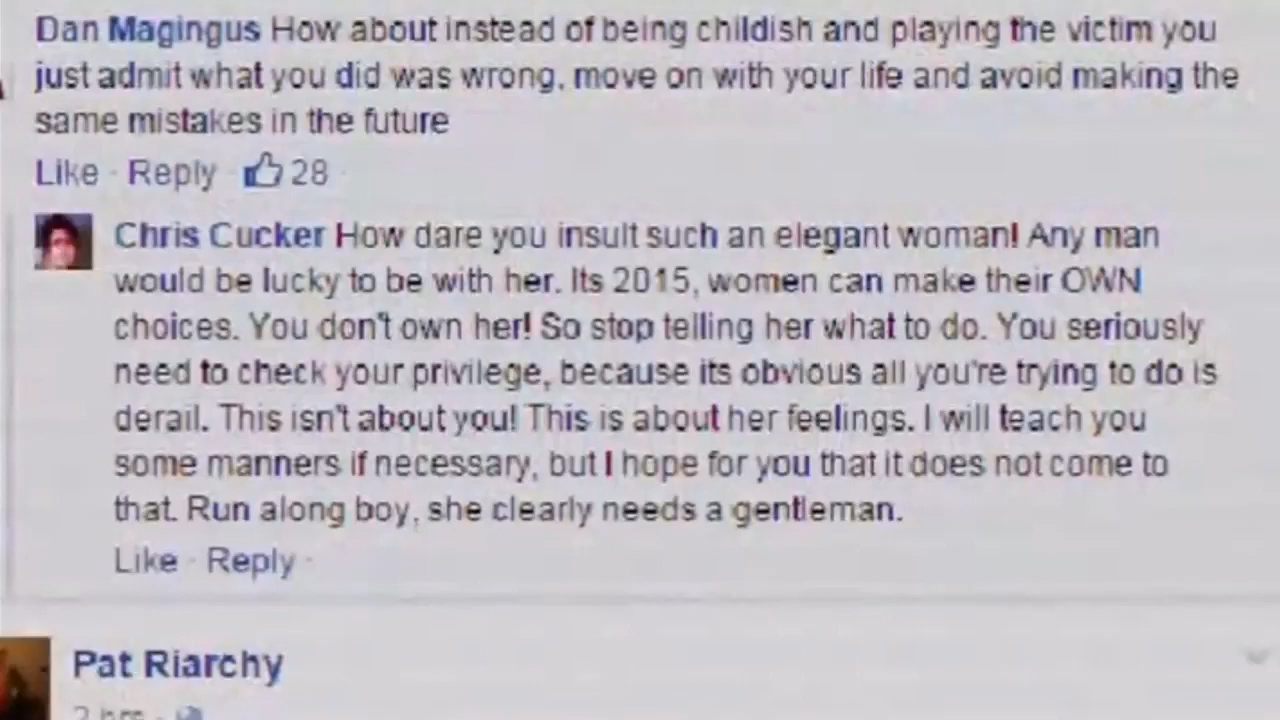 Dan Magingus How about instead of being childish and playing the victim you
just admit what you did was wrong, move on with your life and avoid making the
same mistakes in the future
Like · Reply · 28
Chris Cucker How dare you insult such an elegant woman! Any man
would be lucky to be with her. Its 2015, women can make their OWN
choices. You don't own her! So stop telling her what to do. You seriously
need to check your privilege, because its obvious all you're trying to do is
derail. This isn't about you! This is about her feelings. I will teach you
some manners if necessary, but I hope for you that it does not come to
that. Run along boy, she clearly needs a gentleman.
Like · Reply ·
Pat Riarchy
2 hrs ·